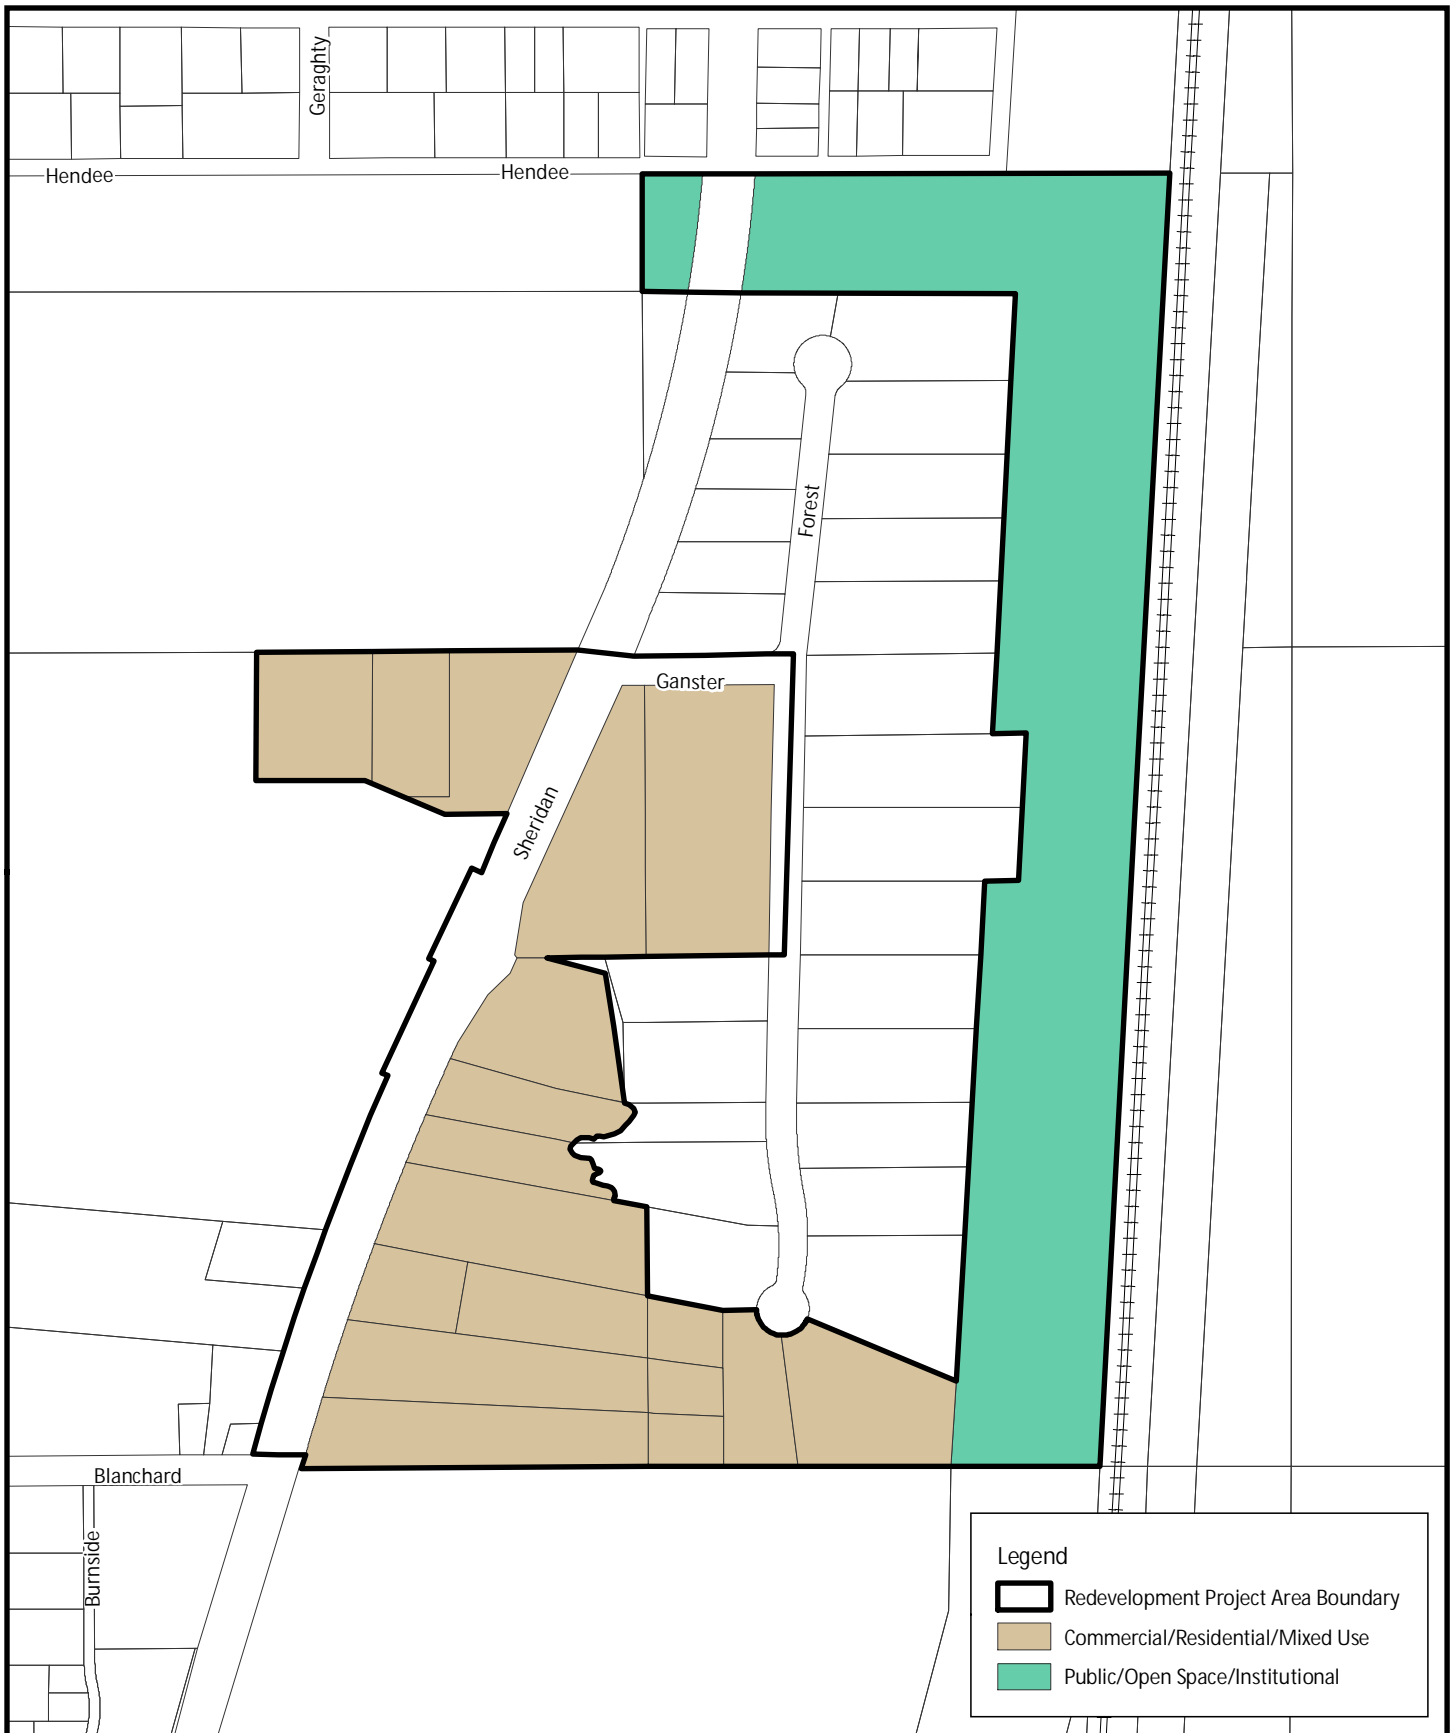 Geraghty
Hendee
Hendee
Forest
Ganster
Sheridan
Blanchard
Burnside
Legend
Redevelopment Project Area Boundary
Commercial/Residential/Mixed Use
Public/Open Space/Institutional